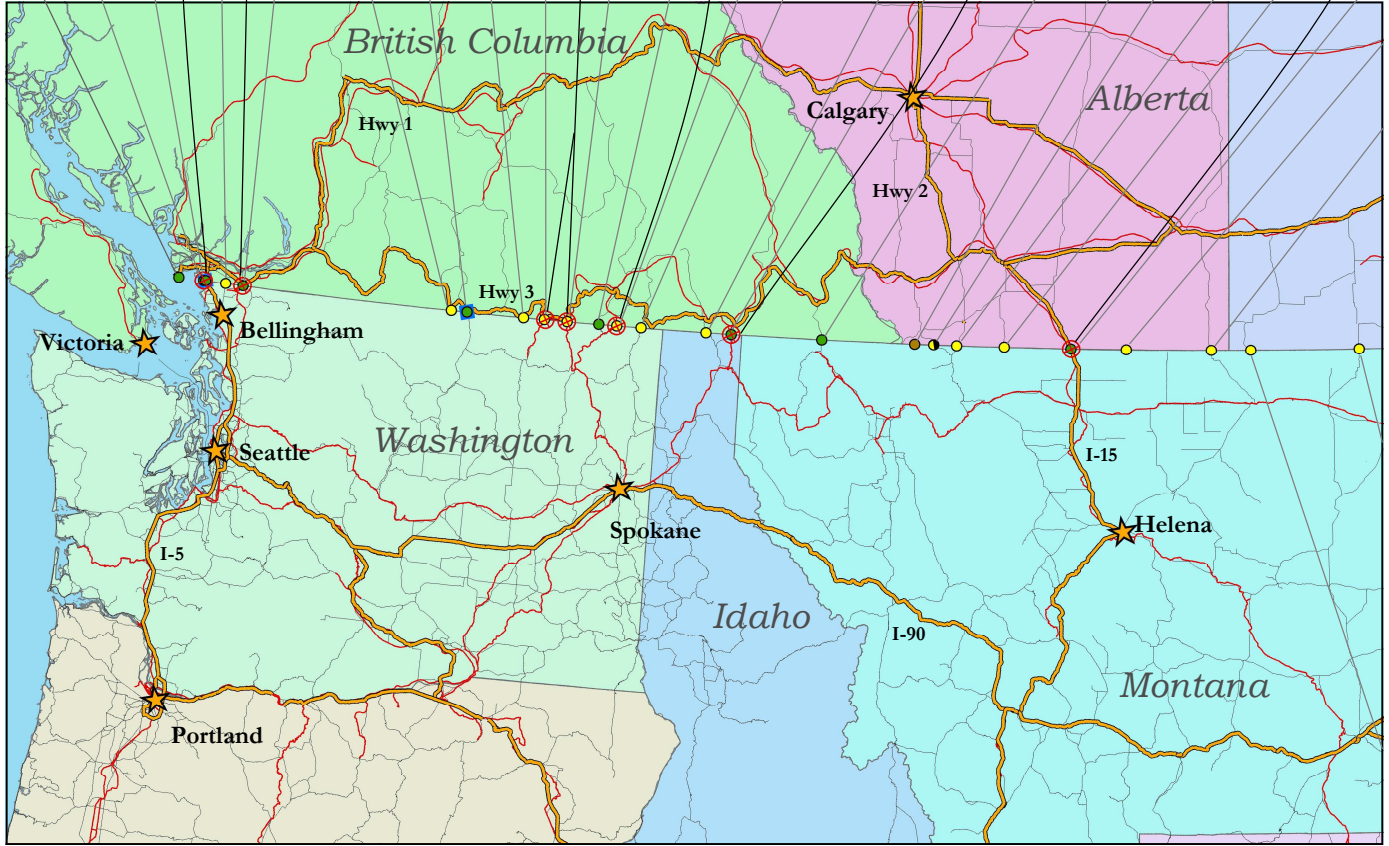 British Columbia
Alberta
Calgary
Hwy 1
Hwy 2
Hwy 3
Bellingham
Victoria
Washington
Seattle
I-15
Spokane
Helena
I-5
Idaho
I-90
Montana
Portland